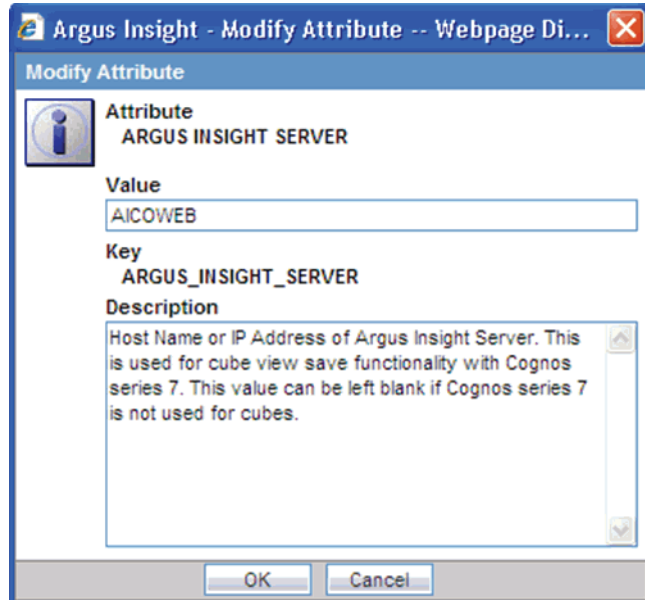 Argus Insight - Modify Attribute -- Webpage Di...
Modify Attribute
Attribute
ARGUS INSIGHT SERVER
Value
AICOWEB
Key
ARGUS_INSIGHT_SERVER
Description
Host Name or IP Address of Argus Insight Server. This
is used for cube view save functionality with Cognos
series 7. This value can be left blank if Cognos series 7
is not used for cubes.
OK Cancel